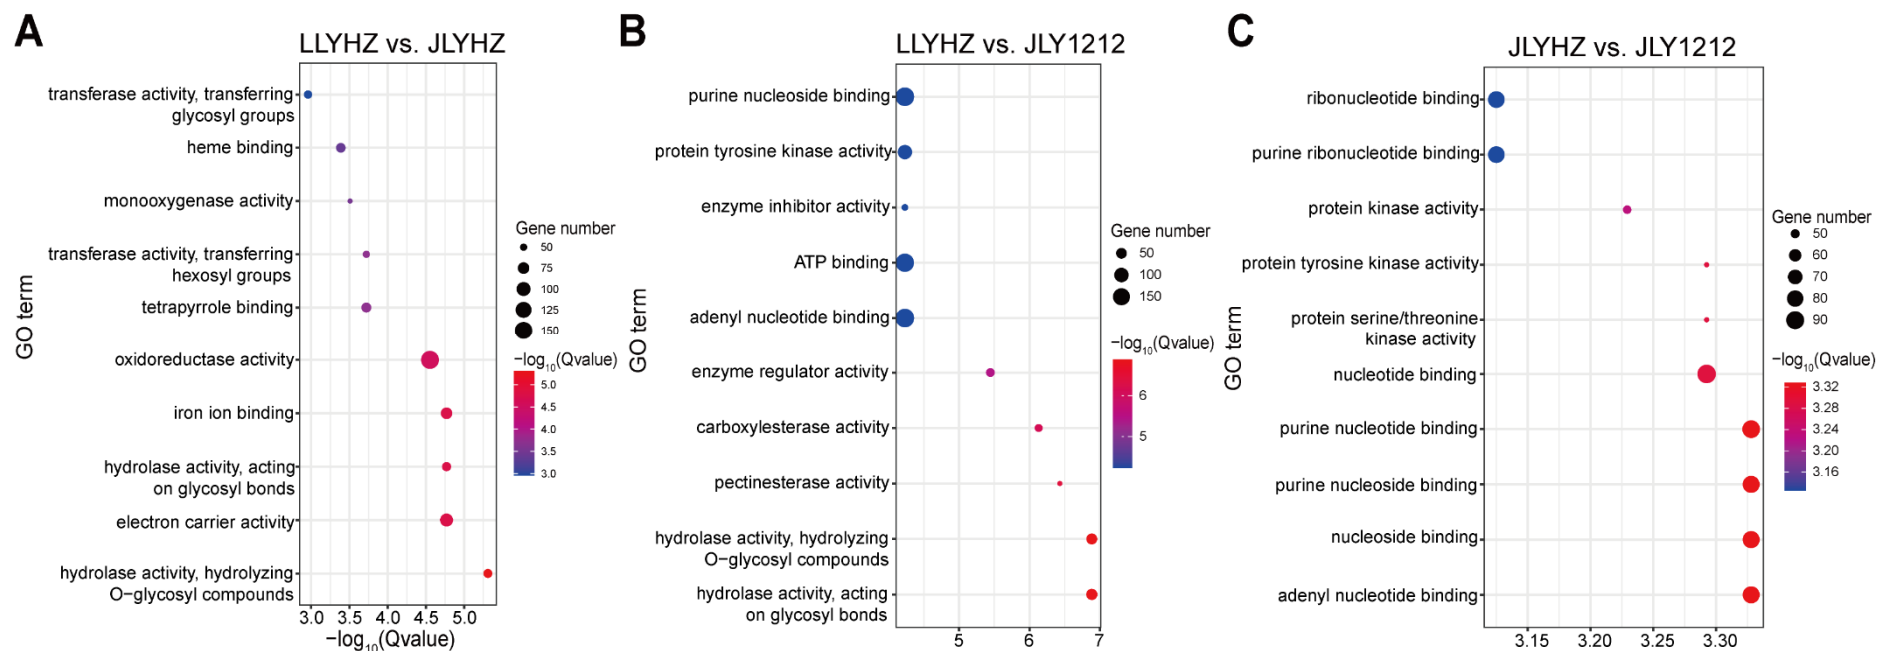 A
LLYHZ vs. JLYHZ
GO term
transferase activity, transferring
glycosyl groups
heme binding
monooxygenase activity
transferase activity, transferring
hexosyl groups
tetrapyrrole binding
oxidoreductase activity
iron ion binding
hydrolase activity, acting
on glycosyl bonds
electron carrier activity
hydrolase activity, hydrolyzing
O−glycosyl compounds
3.0 3.5 4.0 4.5 5.0
−log10(Qvalue)
Gene number
50
75
100
125
150
−log10(Qvalue)
5.0
4.5
4.0
3.5
3.0
B
LLYHZ vs. JLY1212
GO term
purine nucleoside binding
protein tyrosine kinase activity
enzyme inhibitor activity
ATP binding
adenyl nucleotide binding
enzyme regulator activity
carboxylesterase activity
pectinesterase activity
hydrolase activity, hydrolyzing
O−glycosyl compounds
hydrolase activity, acting
on glycosyl bonds
5 6 7
Gene number
50
100
150
−log10(Qvalue)
6
5
C
JLYHZ vs. JLY1212
GO term
ribonucleotide binding
purine ribonucleotide binding
protein kinase activity
protein tyrosine kinase activity
protein serine/threonine
kinase activity
nucleotide binding
purine nucleotide binding
purine nucleoside binding
nucleoside binding
adenyl nucleotide binding
3.15 3.20 3.25 3.30
Gene number
50
60
70
80
90
−log10(Qvalue)
3.32
3.28
3.24
3.20
3.16